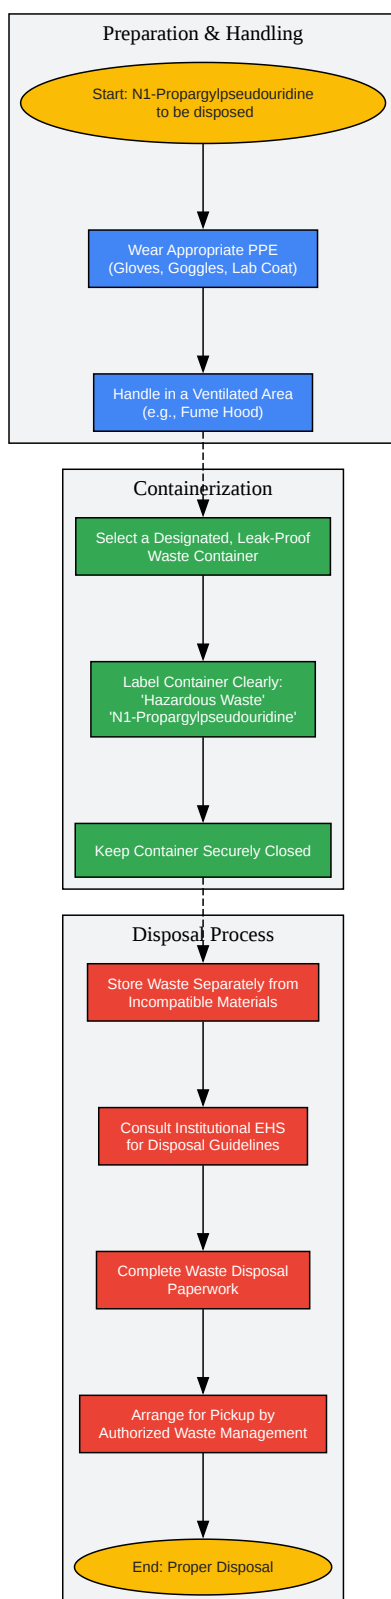 Preparation & Handling
Start: N1-Propargylpseudouridine
to be disposed
Wear Appropriate PPE
(Gloves, Goggles, Lab Coat)
Handle in a Ventilated Area
(e.g., Fume Hood)
Containerization
Select a Designated, Leak-Proof
Waste Container
Label Container Clearly:
'Hazardous Waste'
'N1-Propargylpseudouridine'
Keep Container Securely Closed
Disposal Process
Store Waste Separately from
Incompatible Materials
Consult Institutional EHS
for Disposal Guidelines
Complete Waste Disposal
Paperwork
Arrange for Pickup by
Authorized Waste Management
End: Proper Disposal